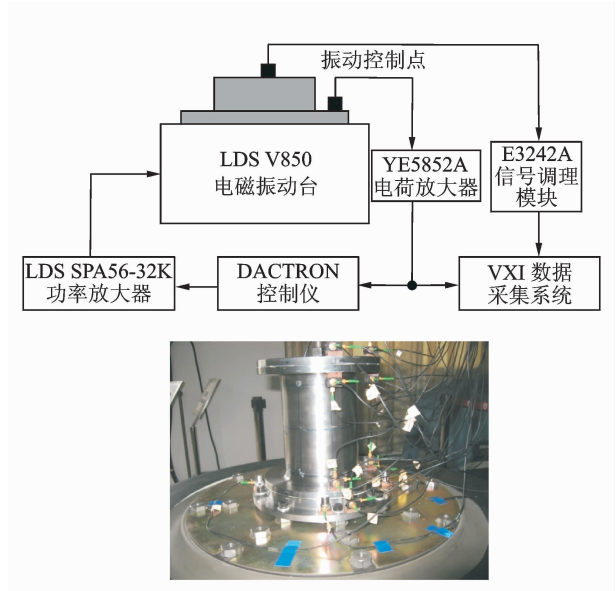 振动控制点
LDS V850
电磁振动台
YE5852A
电荷放大器
E3242A
信号调理
模块
LDS SPA56-32K
功率放大器
DACTRON
控制仪
VXI 数据
采集系统